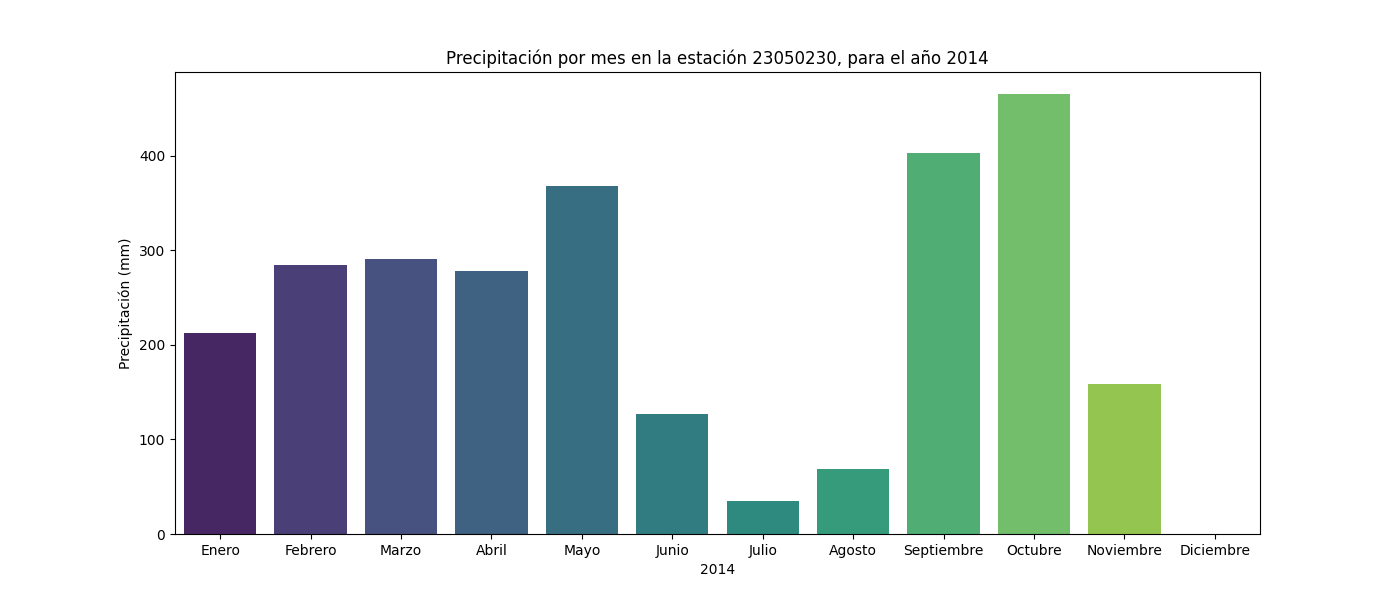 Precipitación por mes en la estación 23050230, para el año 2014
Precipitación (mm)
400
300
200
100
0
Enero Febrero Marzo Abril Mayo Junio Julio Agosto Septiembre Octubre Noviembre Diciembre
2014